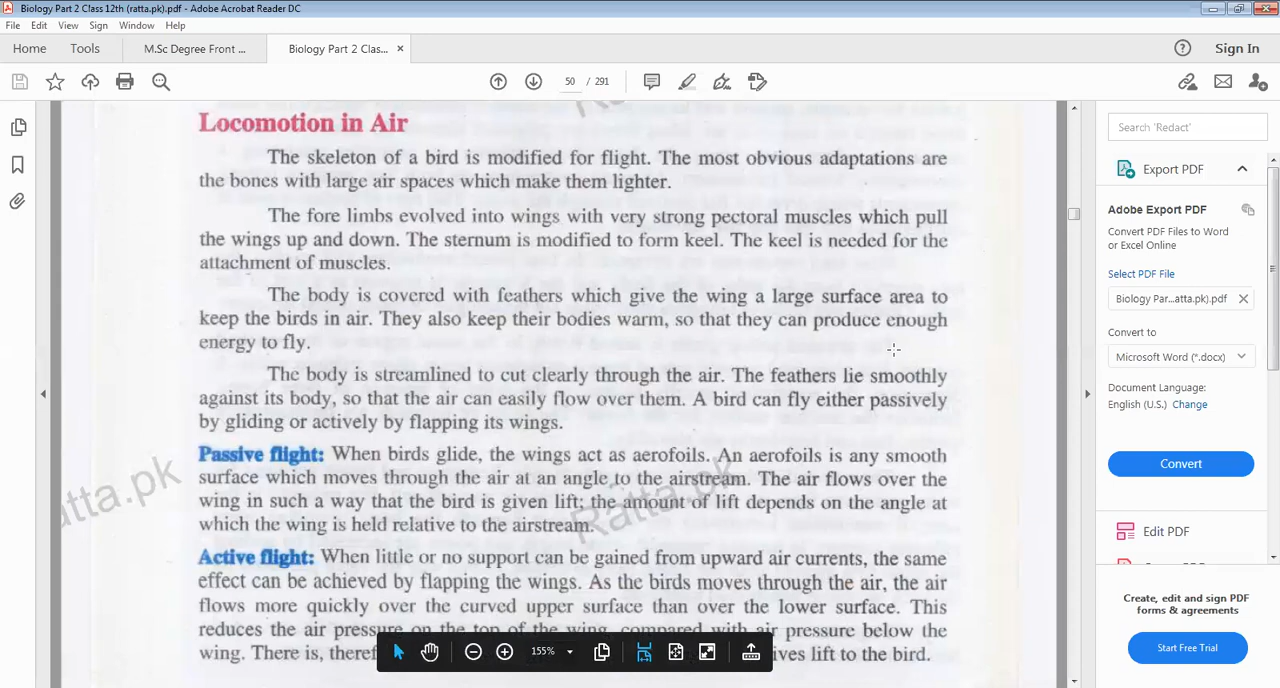 Biology Part 2 Class 12th (ratta.pk).pdf - Adobe Acrobat Reader DC
File Edit View Sign Window Help
Home Tools M.Sc Degree Front ... Biology Part 2 Clas... × Sign In
50 / 291
Locomotion in Air
The skeleton of a bird is modified for flight. The most obvious adaptations are
the bones with large air spaces which make them lighter.
The fore limbs evolved into wings with very strong pectoral muscles which pull
the wings up and down. The sternum is modified to form keel. The keel is needed for the
attachment of muscles.
The body is covered with feathers which give the wing a large surface area to
keep the birds in air. They also keep their bodies warm, so that they can produce enough
energy to fly.
The body is streamlined to cut clearly through the air. The feathers lie smoothly
against its body, so that the air can easily flow over them. A bird can fly either passively
by gliding or actively by flapping its wings.
Passive flight: When birds glide, the wings act as aerofoils. An aerofoils is any smooth
surface which moves through the air at an angle to the airstream. The air flows over the
wing in such a way that the bird is given lift; the amount of lift depends on the angle at
which the wing is held relative to the airstream.
Active flight: When little or no support can be gained from upward air currents, the same
effect can be achieved by flapping the wings. As the birds moves through the air, the air
flows more quickly over the curved upper surface than over the lower surface. This
reduces the air pressure on the top of the wing, compared with air pressure below the
wing. There is, theref
ives lift to the bird.
atta.pk
Ratta.pk
155%
Search 'Redact'
Export PDF
Adobe Export PDF
Convert PDF Files to Word
or Excel Online
Select PDF File
Biology Par...atta.pk).pdf ×
Convert to
Microsoft Word (*.docx)
Document Language:
English (U.S.) Change
Convert
Edit PDF
Create, edit and sign PDF
forms & agreements
Start Free Trial